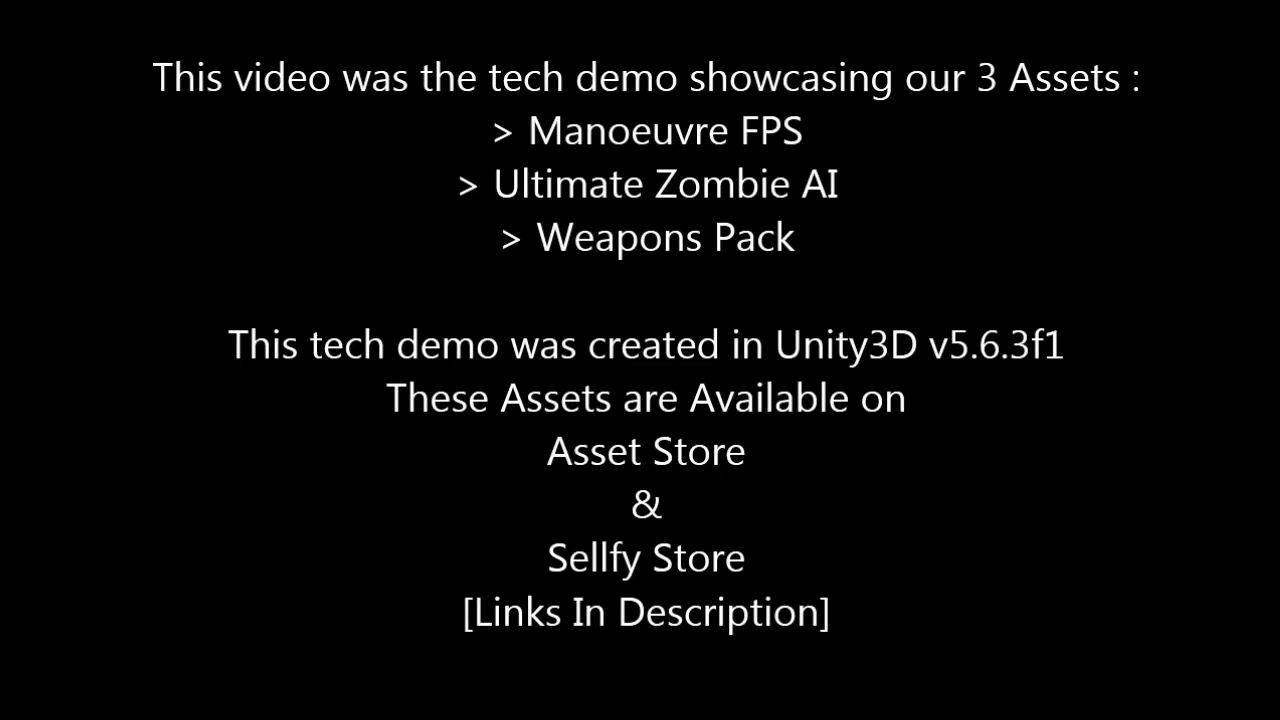 This video was the tech demo showcasing our 3 Assets :
> Manoeuvre FPS
> Ultimate Zombie AI
> Weapons Pack
This tech demo was created in Unity3D v5.6.3f1
These Assets are Available on
Asset Store
&
Sellfy Store
[Links In Description]